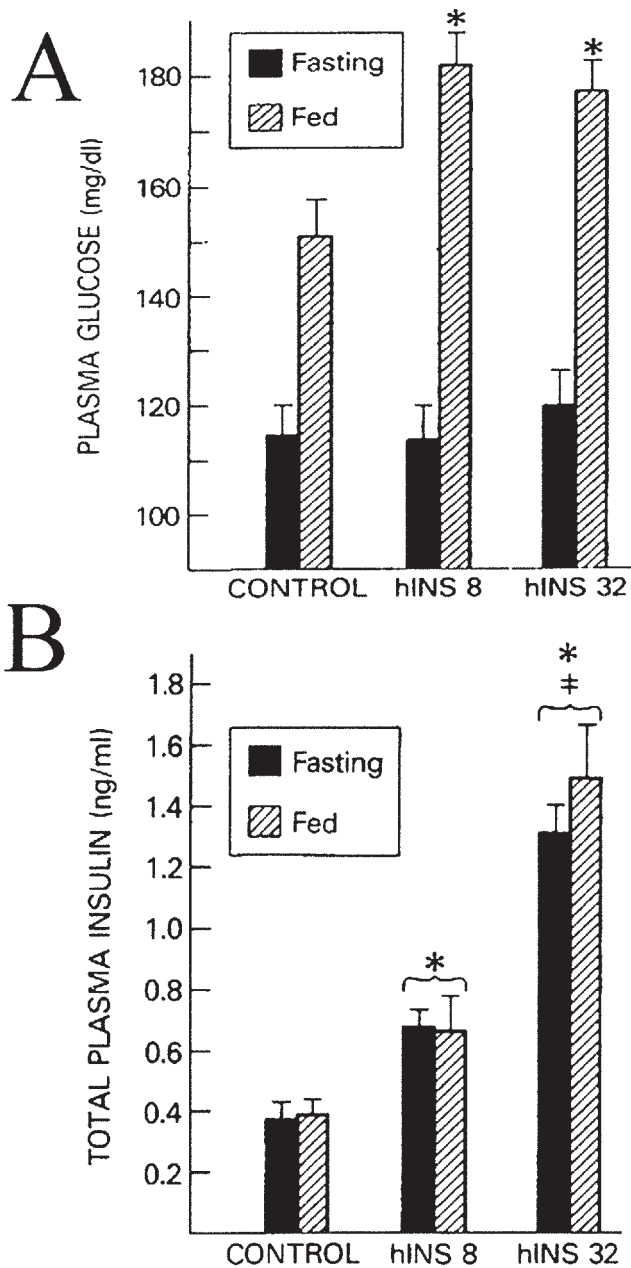 A
PLASMA GLUCOSE (mg/dl)
180
160
140
120
100
Fasting
Fed
*
*
CONTROL hINS 8 hINS 32
B
TOTAL PLASMA INSULIN (ng/ml)
1.8
1.6
1.4
1.2
1.0
0.8
0.6
0.4
0.2
Fasting
Fed
*
*
‡
CONTROL hINS 8 hINS 32